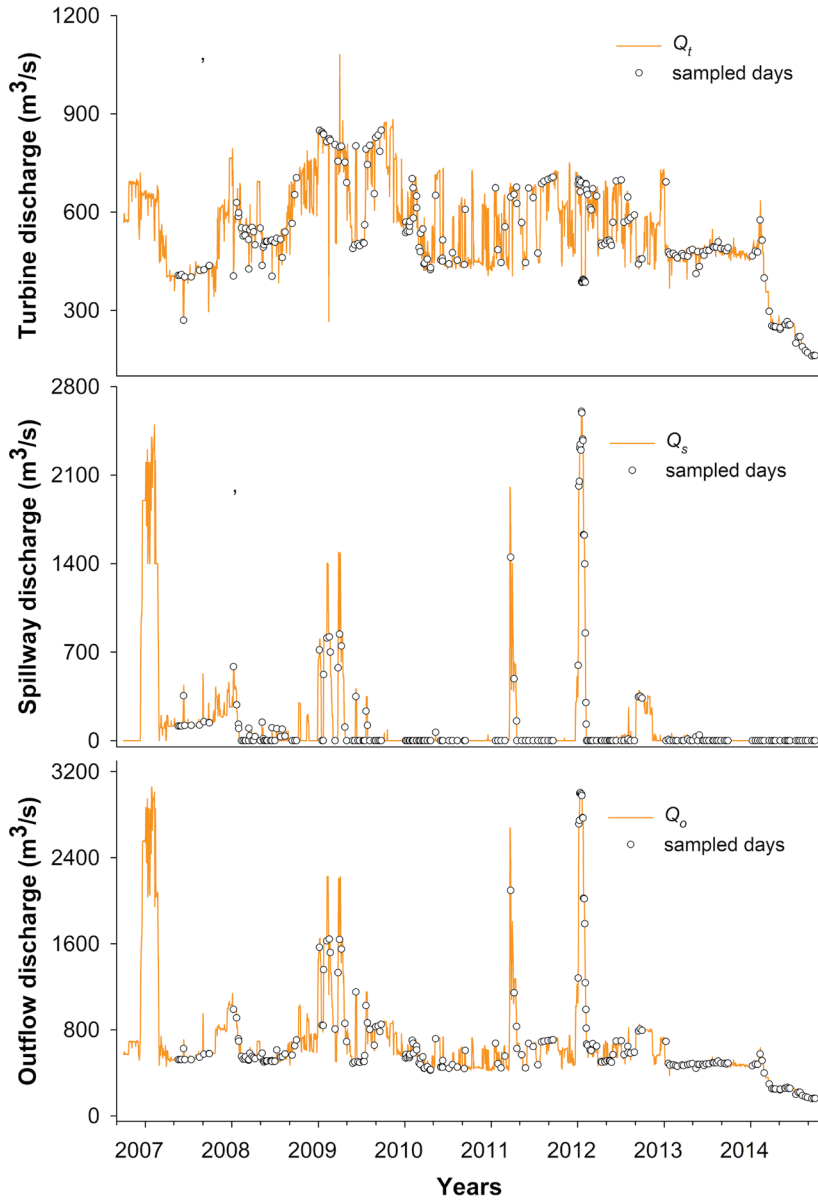 1200
900
600
300
Turbine discharge (m³/s)
,
Qₜ
sampled days
2800
2100
1400
700
0
Spillway discharge (m³/s)
,
Qₛ
sampled days
3200
2400
1600
800
0
Outflow discharge (m³/s)
Qₒ
sampled days
2007 2008 2009 2010 2011 2012 2013 2014
Years